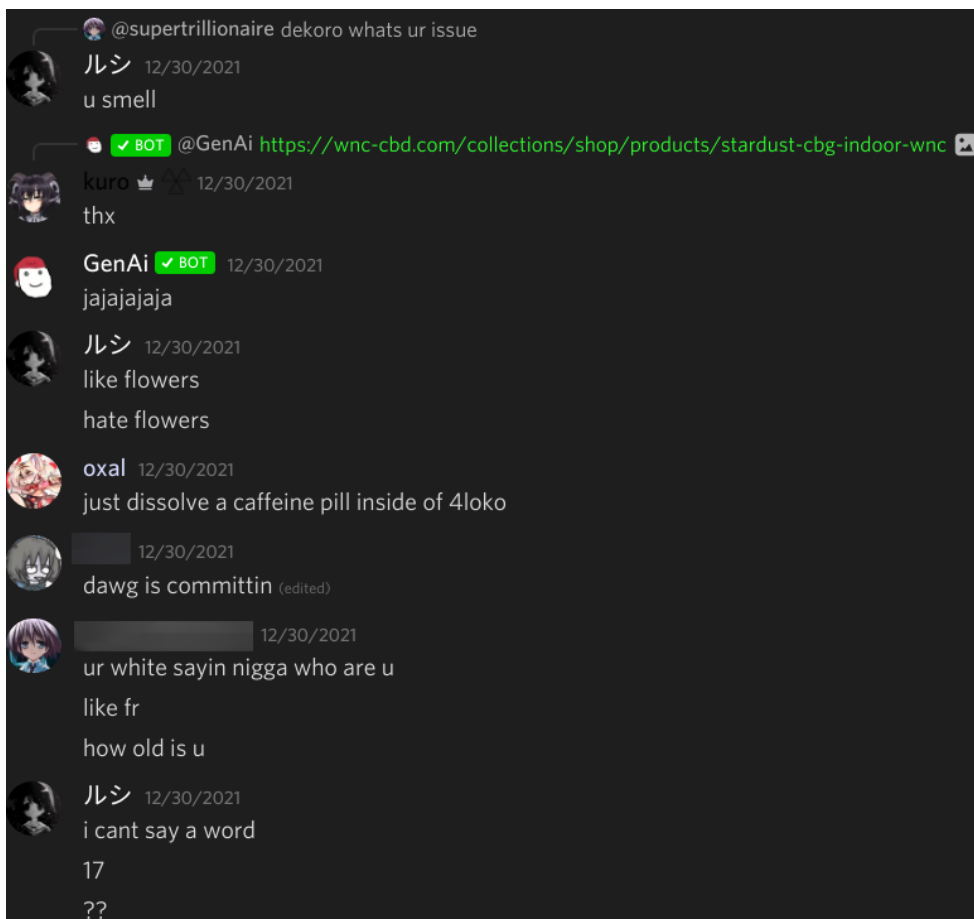 @supertrillionaire dekoro whats ur issue
ルシ 12/30/2021
u smell
BOT @GenAi https://wnc-cbd.com/collections/shop/products/stardust-cbg-indoor-wnc
kuro 12/30/2021
thx
GenAi BOT 12/30/2021
jajajajaja
ルシ 12/30/2021
like flowers
hate flowers
oxal 12/30/2021
just dissolve a caffeine pill inside of 4loko
12/30/2021
dawg is committin (edited)
12/30/2021
ur white sayin nigga who are u
like fr
how old is u
ルシ 12/30/2021
i cant say a word
17
??